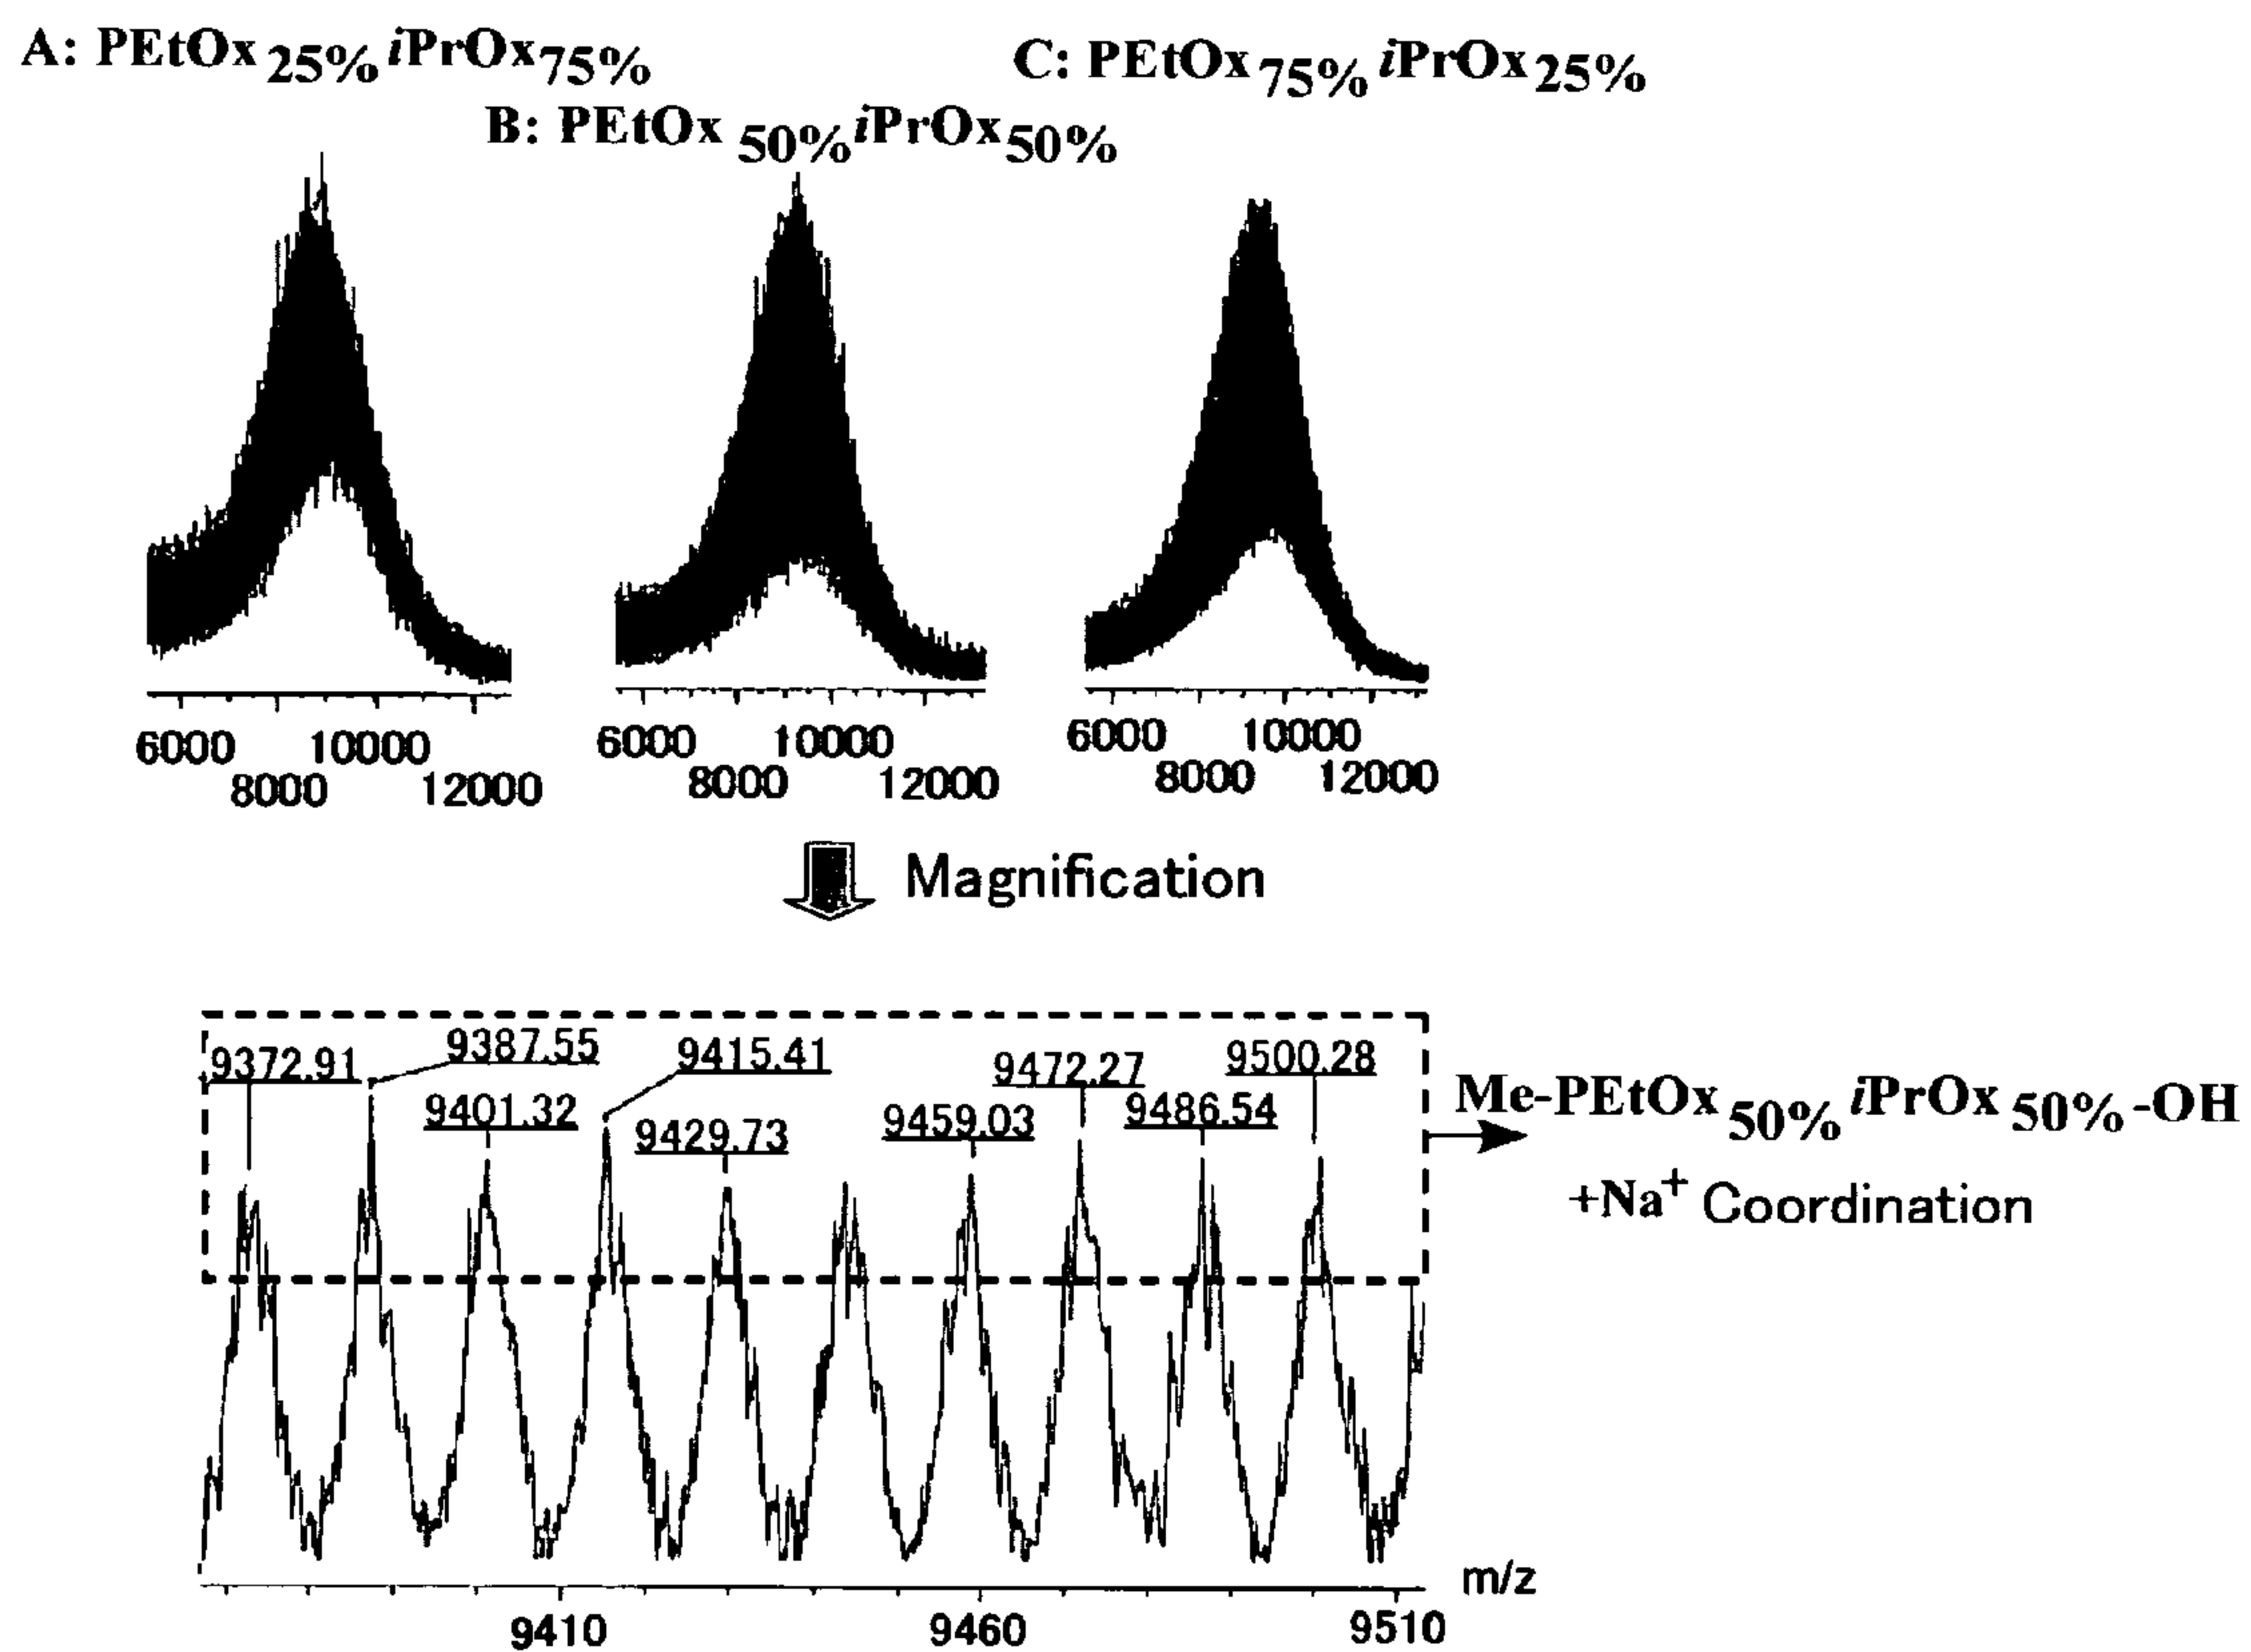 A: PEtOx 25% iPrOx 75%
C: PEtOx 75% iPrOx 25%
B: PEtOx 50% iPrOx 50%
6000 10000
8000 12000
6000 10000
8000 12000
6000 10000
8000 12000
Magnification
9372.91
9387.55
9401.32
9415.41
9429.73
9459.03
9472.27
9486.54
9500.28
Me-PEtOx 50% iPrOx 50%-OH
+Na+ Coordination
m/z
9410 9460 9510